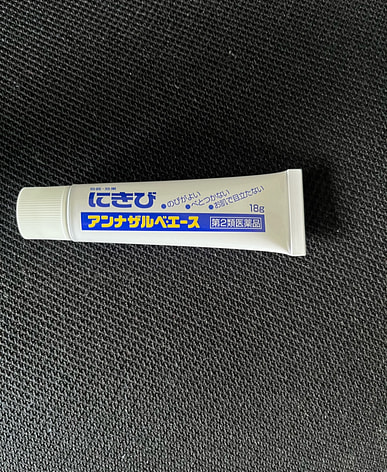 にきび
・のびがよい
・べとつかない
・お肌で目立たない
アンナザルベエース
第2類医薬品
18g